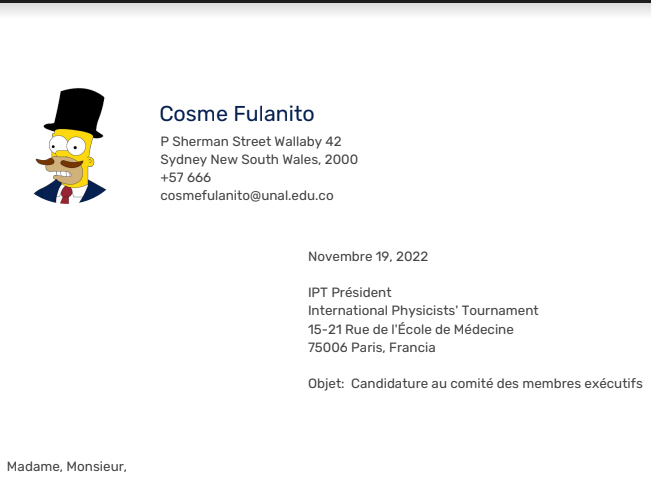 Cosme Fulanito
P Sherman Street Wallaby 42
Sydney New South Wales, 2000
+57 666
cosmefulanito@unal.edu.co
Novembre 19, 2022
IPT Président
International Physicists' Tournament
15-21 Rue de l'École de Médecine
75006 Paris, Francia
Objet: Candidature au comité des membres exécutifs
Madame, Monsieur,